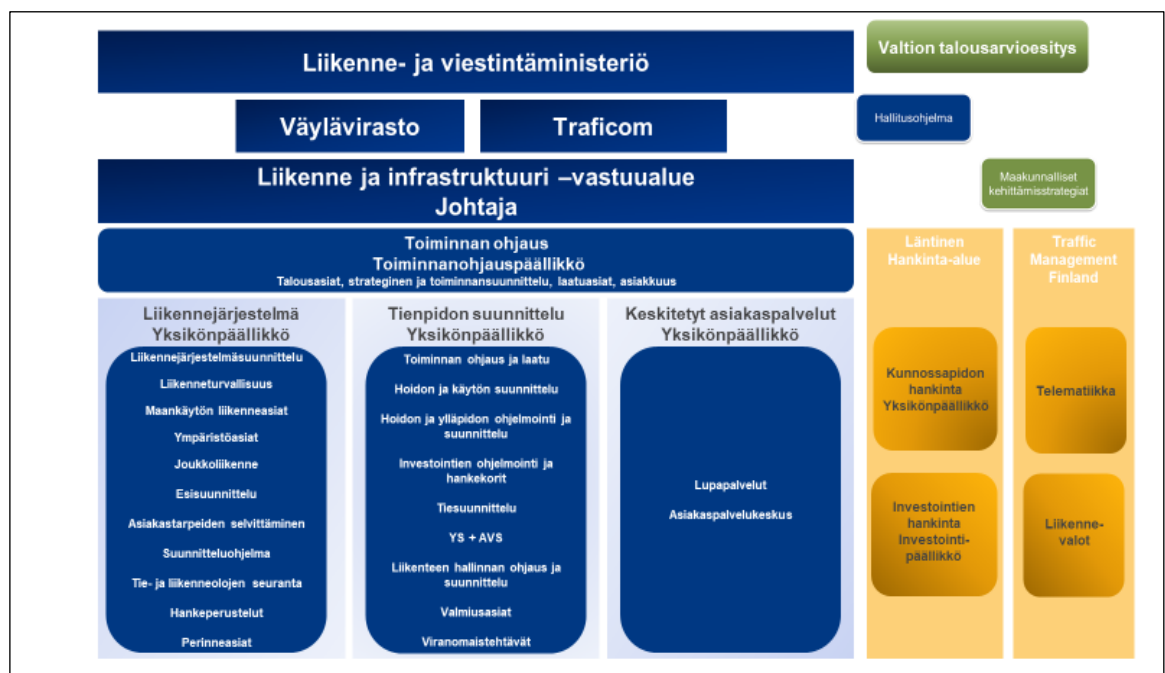 Liikenne- ja viestintäministeriö
Valtion talousarvioesitys
Väylävirasto
Traficom
Hallitusohjelma
Liikenne ja infrastruktuuri –vastuualue
Johtaja
Maakunnalliset
kehittämisstrategiat
Toiminnan ohjaus
Toiminnanohjauspäällikkö
Talousasiat, strateginen ja toiminnansuunnittelu, laatuasiat, asiakkuus
Liikennejärjestelmä
Yksikönpäällikkö
Liikennejärjestelmäsuunnittelu
Liikenneturvallisuus
Maankäytön liikenneasiat
Ympäristöasiat
Joukkoliikenne
Esisuunnittelu
Asiakastarpeiden selvittäminen
Suunnitteluohjelma
Tie- ja liikenneolojen seuranta
Hankeperustelut
Perinneasiat
Tienpidon suunnittelu
Yksikönpäällikkö
Toiminnan ohjaus ja laatu
Hoidon ja käytön suunnittelu
Hoidon ja ylläpidon ohjelmointi ja
suunnittelu
Investointien ohjelmointi ja
hankekorit
Tiesuunnittelu
YS + AVS
Liikenteen hallinnan ohjaus ja
suunnittelu
Valmiusasiat
Viranomaistehtävät
Keskitetyt asiakaspalvelut
Yksikönpäällikkö
Lupapalvelut
Asiakaspalvelukeskus
Läntinen
Hankinta-alue
Kunnossapidon
hankinta
Yksikönpäällikkö
Investointien
hankinta
Investointi-
päällikkö
Traffic
Management
Finland
Telematiikka
Liikenne-
valot